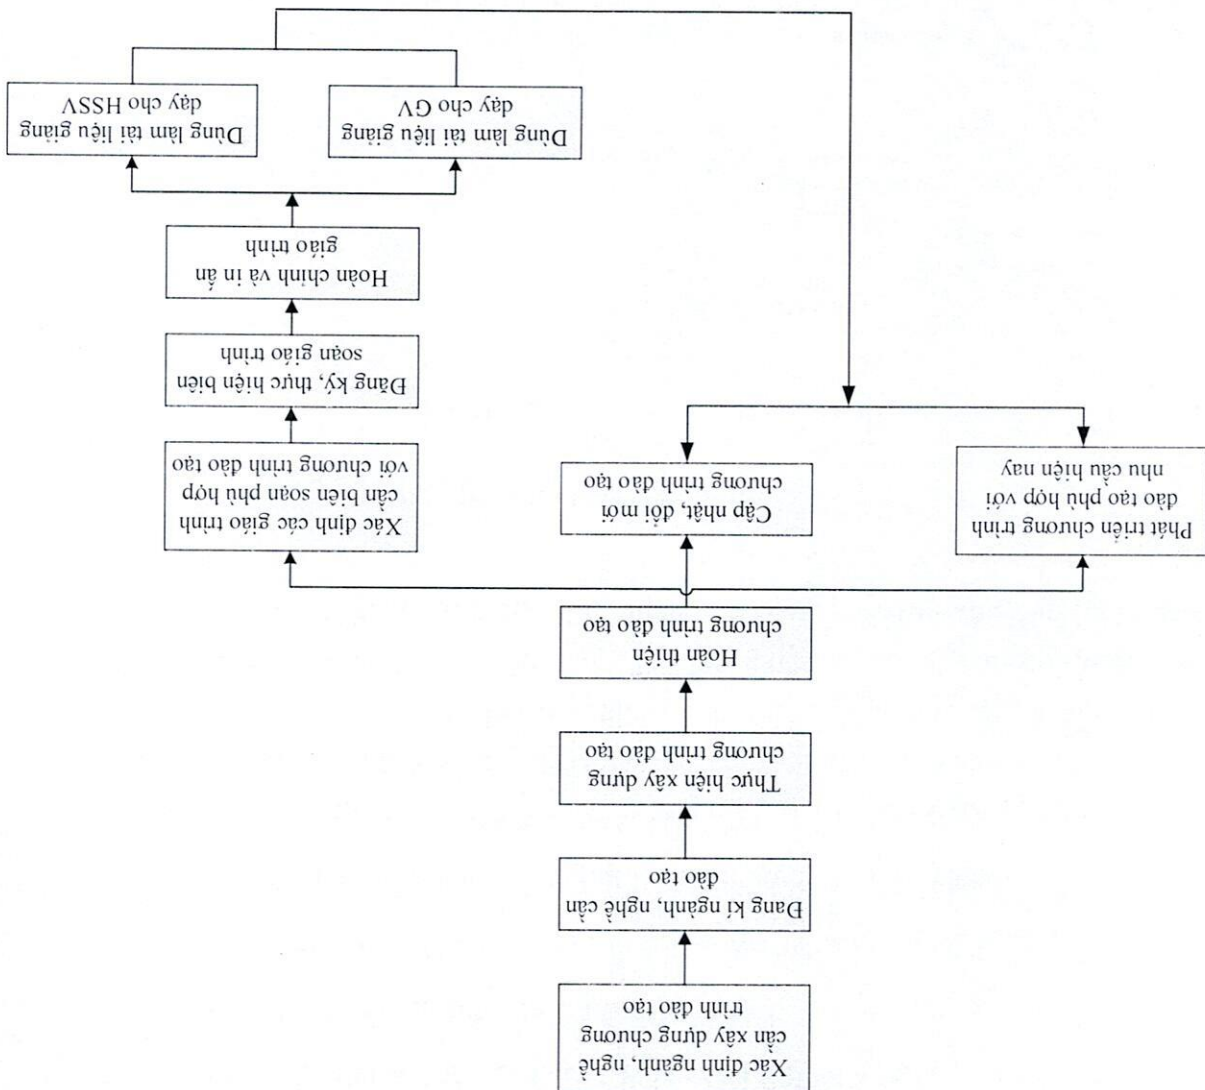 Xác định ngành, nghề
cần xây dựng chương
trình đào tạo
Đang kí ngành, nghề cần
đào tạo
Thực hiện xây dựng
chương trình đào tạo
Hoàn thiện
chương trình đào tạo
Phát triển chương trình
đào tạo phù hợp với
nhu cầu hiện nay
Cập nhật, đổi mới
chương trình đào tạo
Xác định các giáo trình
cần biên soạn phù hợp
với chương trình đào tạo
Đăng ký, thực hiện biên
soạn giáo trình
Hoàn chỉnh và in ấn
giáo trình
Dùng làm tài liệu giảng
dạy cho GV
Dùng làm tài liệu giảng
dạy cho HSSV